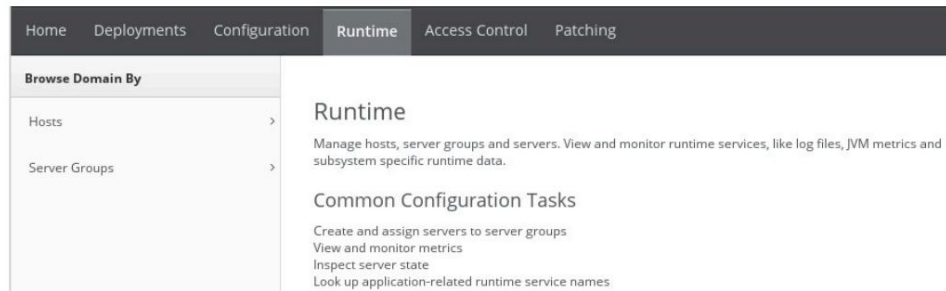 Home Deployments Configuration Runtime Access Control Patching
Browse Domain By
Hosts
Server Groups
Runtime
Manage hosts, server groups and servers. View and monitor runtime services, like log files, JVM metrics and
subsystem specific runtime data.
Common Configuration Tasks
Create and assign servers to server groups
View and monitor metrics
Inspect server state
Look up application-related runtime service names